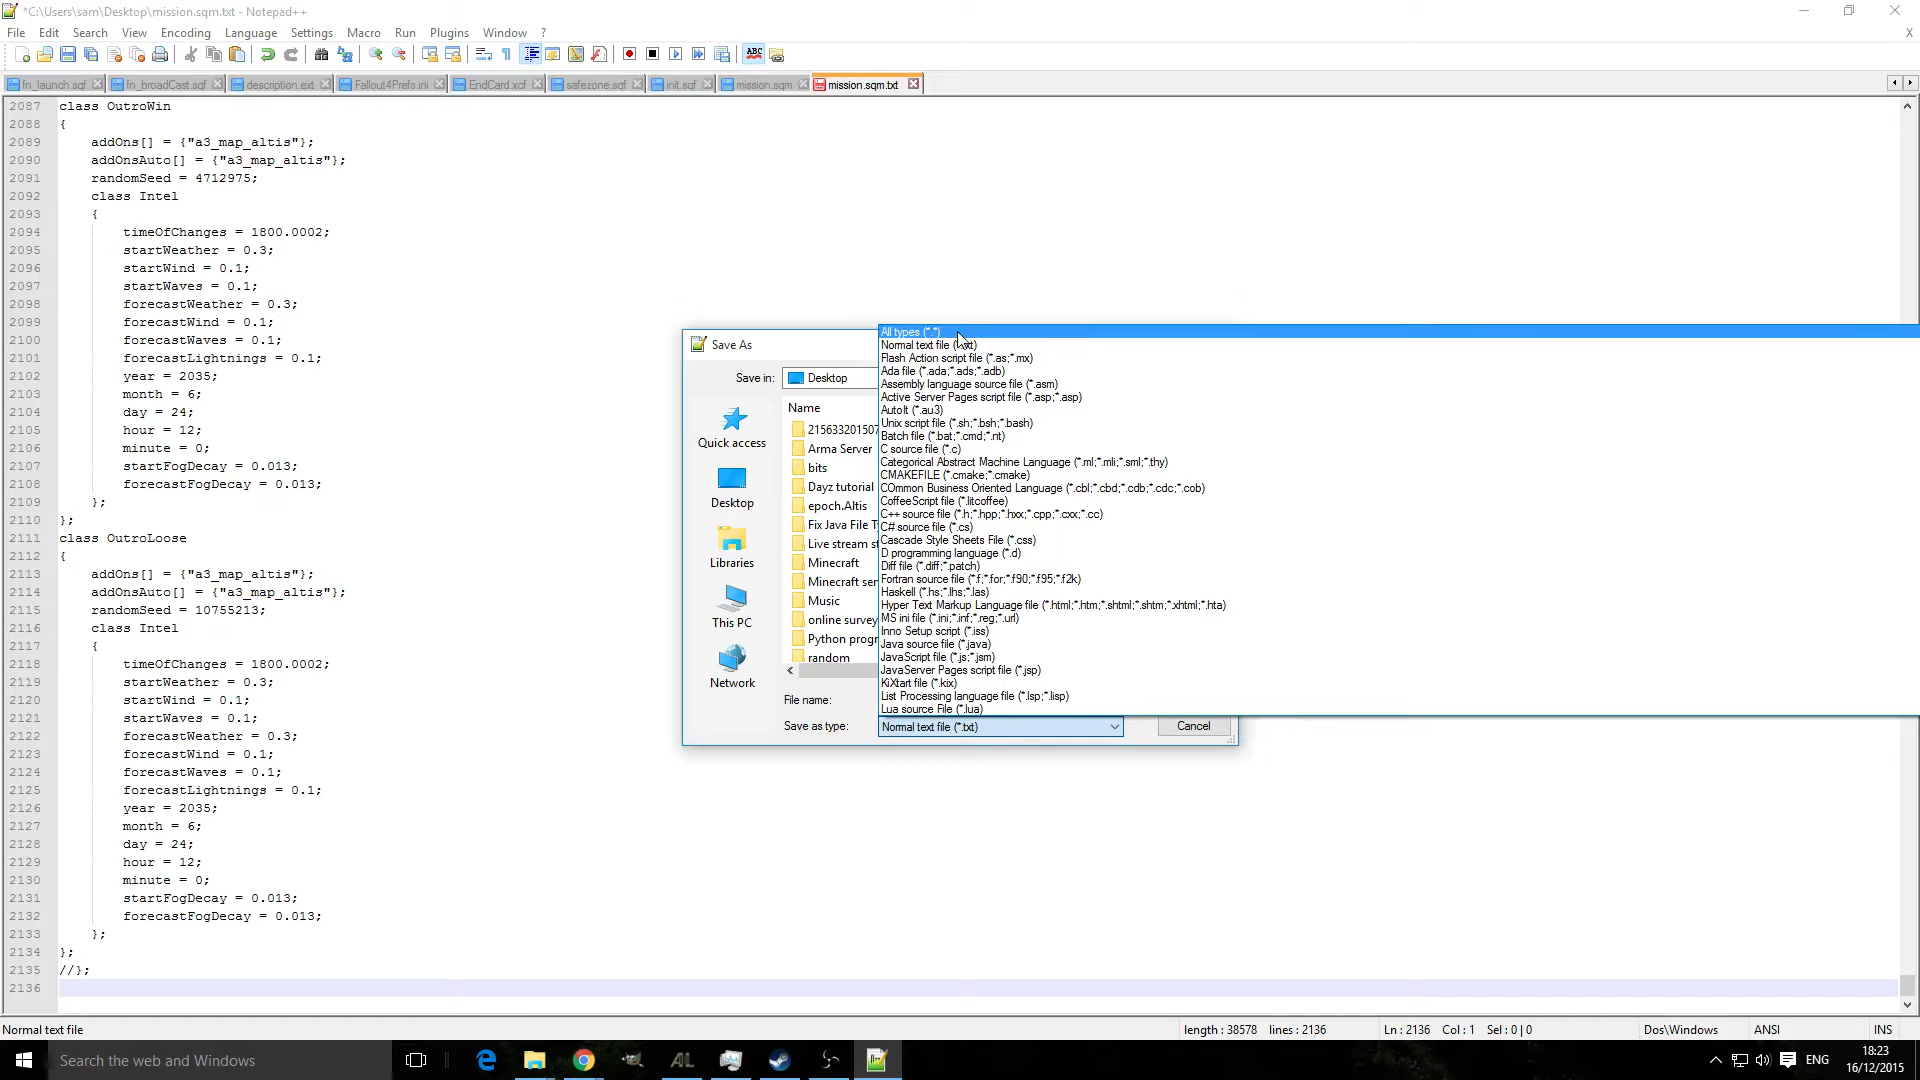 *C:\Users\sam\Desktop\mission.sqm.txt - Notepad++
File Edit Search View Encoding Language Settings Macro Run Plugins Window ? X
fn_launch.sqf fn_broadCast.sqf description.ext Fallout4Prefs.ini EndCard.xcf safezone.sqf init.sqf mission.sqm mission.sqm.txt
2087 class OutroWin
2088 {
2089 addOns[] = {"a3_map_altis"};
2090 addOnsAuto[] = {"a3_map_altis"};
2091 randomSeed = 4712975;
2092 class Intel
2093 {
2094 timeOfChanges = 1800.0002;
2095 startWeather = 0.3;
2096 startWind = 0.1;
2097 startWaves = 0.1;
2098 forecastWeather = 0.3;
2099 forecastWind = 0.1;
2100 forecastWaves = 0.1;
2101 forecastLightnings = 0.1;
2102 year = 2035;
2103 month = 6;
2104 day = 24;
2105 hour = 12;
2106 minute = 0;
2107 startFogDecay = 0.013;
2108 forecastFogDecay = 0.013;
2109 };
2110 };
2111 class OutroLoose
2112 {
2113 addOns[] = {"a3_map_altis"};
2114 addOnsAuto[] = {"a3_map_altis"};
2115 randomSeed = 10755213;
2116 class Intel
2117 {
2118 timeOfChanges = 1800.0002;
2119 startWeather = 0.3;
2120 startWind = 0.1;
2121 startWaves = 0.1;
2122 forecastWeather = 0.3;
2123 forecastWind = 0.1;
2124 forecastWaves = 0.1;
2125 forecastLightnings = 0.1;
2126 year = 2035;
2127 month = 6;
2128 day = 24;
2129 hour = 12;
2130 minute = 0;
2131 startFogDecay = 0.013;
2132 forecastFogDecay = 0.013;
2133 };
2134 };
2135 //};
2136
Save As
Save in: Desktop
Quick access
Desktop
Libraries
This PC
Network
Name
21563320150
Arma Server
bits
Dayz tutorial
epoch.Altis
Fix Java File T
Live stream s
Minecraft
Minecraft ser
Music
online survey
Python progr
random
File name:
Save as type: Normal text file (*.txt) Cancel
All types (*.*)
Normal text file
Flash Action script file (*.as;*.mx)
Ada file (*.ada;*.ads;*.adb)
Assembly language source file (*.asm)
Active Server Pages script file (*.asp;*.asp)
AutoIt (*.au3)
Unix script file (*.sh;*.bsh;*.bash)
Batch file (*.bat;*.cmd;*.nt)
C source file (*.c)
Categorical Abstract Machine Language (*.ml;*.mli;*.sml;*.thy)
CMAKEFILE (*.cmake;*.cmake)
COmmon Business Oriented Language (*.cbl;*.cbd;*.cdb;*.cdc;*.cob)
CoffeeScript file (*.litcoffee)
C++ source file (*.h;*.hpp;*.hxx;*.cpp;*.cxx;*.cc)
C# source file (*.cs)
Cascade Style Sheets File (*.css)
D programming language (*.d)
Diff file (*.diff;*.patch)
Fortran source file (*.f;*.for;*.f90;*.f95;*.f2k)
Haskell (*.hs;*.lhs;*.las)
Hyper Text Markup Language file (*.html;*.htm;*.shtml;*.shtm;*.xhtml;*.hta)
MS ini file (*.ini;*.inf;*.reg;*.url)
Inno Setup script (*.iss)
Java source file (*.java)
JavaScript file (*.js;*.jsm)
JavaServer Pages script file (*.jsp)
KiXtart file (*.kix)
List Processing language file (*.lsp;*.lisp)
Lua source File (*.lua)
Normal text file length : 38578 lines : 2136 Ln : 2136 Col : 1 Sel : 0 | 0 Dos\Windows ANSI INS
Search the web and Windows
ENG
18:23
16/12/2015